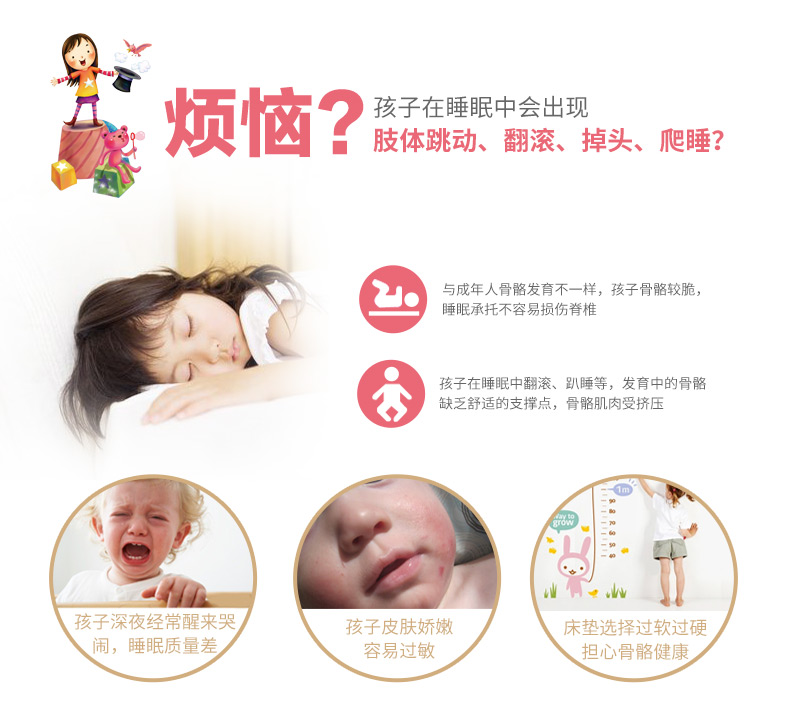 烦恼?
孩子在睡眠中会出现
肢体跳动、翻滚、掉头、爬睡?
与成年人骨骼发育不一样，孩子骨骼较脆，
睡眠承托不容易损伤脊椎
孩子在睡眠中翻滚、趴睡等，发育中的骨骼
缺乏舒适的支撑点，骨骼肌肉受挤压
孩子深夜经常醒来哭
闹，睡眠质量差
孩子皮肤娇嫩
容易过敏
1m
way to
grow
床垫选择过软过硬
担心骨骼健康